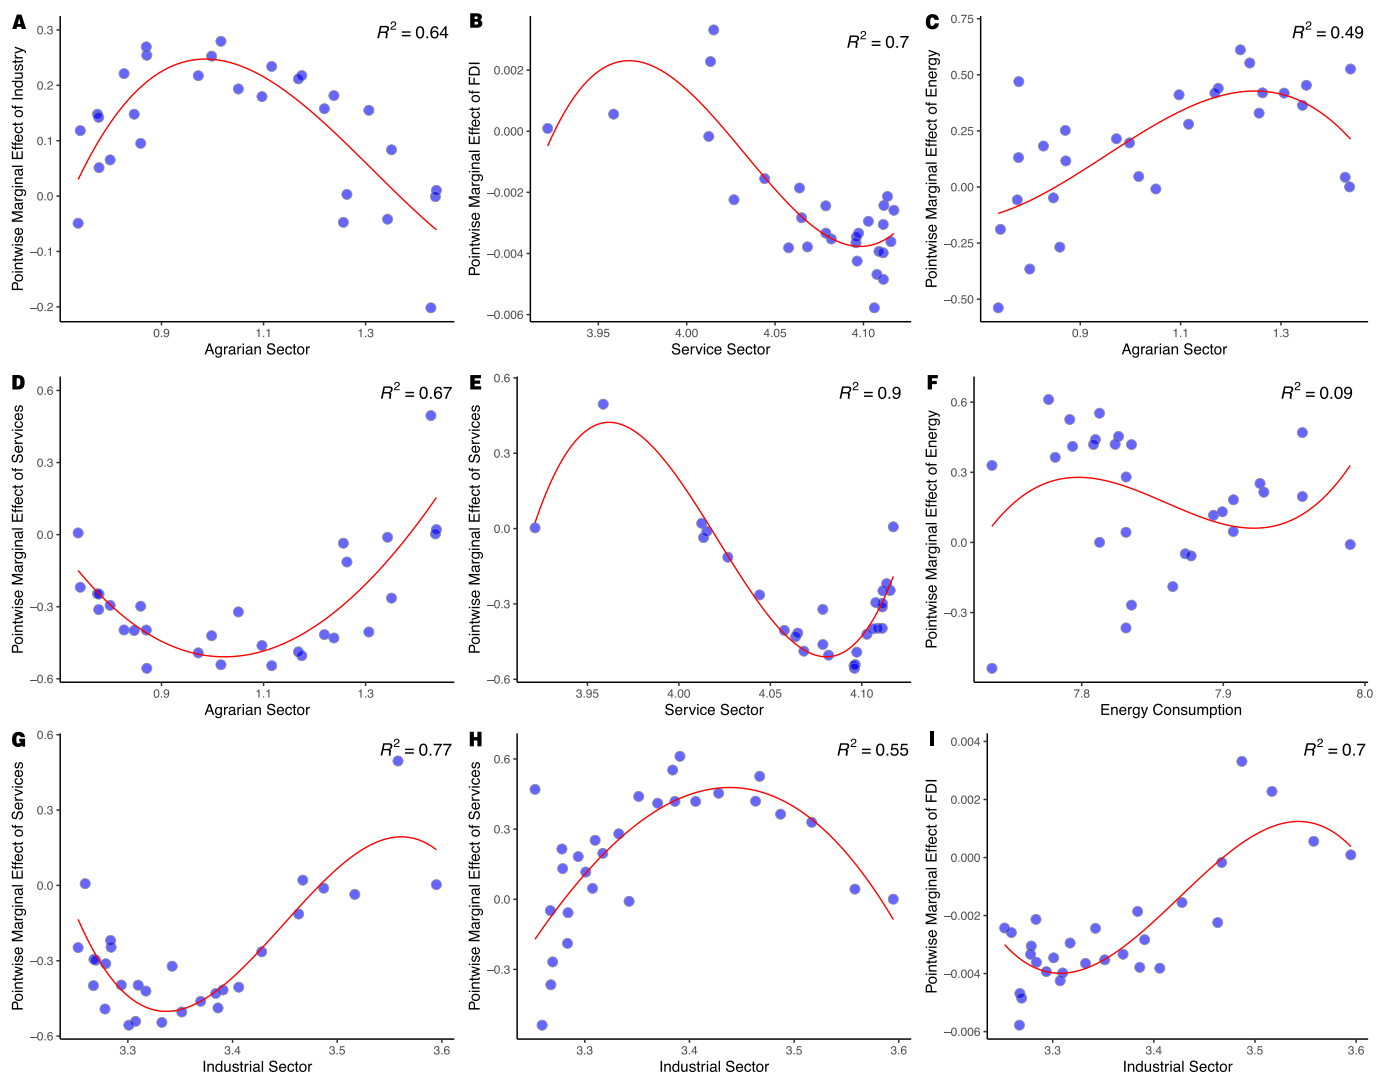 A
R² = 0.64
Pointwise Marginal Effect of Industry
0.3
0.2
0.1
0.0
−0.1
−0.2
0.9 1.1 1.3
Agrarian Sector
B
R² = 0.7
Pointwise Marginal Effect of FDI
0.002
0.000
−0.002
−0.004
−0.006
3.95 4.00 4.05 4.10
Service Sector
C
R² = 0.49
Pointwise Marginal Effect of Energy
0.75
0.50
0.25
0.00
−0.25
−0.50
0.9 1.1 1.3
Agrarian Sector
D
R² = 0.67
Pointwise Marginal Effect of Services
0.6
0.3
0.0
−0.3
−0.6
0.9 1.1 1.3
Agrarian Sector
E
R² = 0.9
Pointwise Marginal Effect of Services
0.6
0.3
0.0
−0.3
−0.6
3.95 4.00 4.05 4.10
Service Sector
F
R² = 0.09
Pointwise Marginal Effect of Energy
0.6
0.3
0.0
−0.3
7.8 7.9 8.0
Energy Consumption
G
R² = 0.77
Pointwise Marginal Effect of Services
0.6
0.3
0.0
−0.3
−0.6
3.3 3.4 3.5 3.6
Industrial Sector
H
R² = 0.55
Pointwise Marginal Effect of Services
0.6
0.3
0.0
−0.3
3.3 3.4 3.5 3.6
Industrial Sector
I
R² = 0.7
Pointwise Marginal Effect of FDI
0.004
0.002
0.000
−0.002
−0.004
−0.006
3.3 3.4 3.5 3.6
Industrial Sector